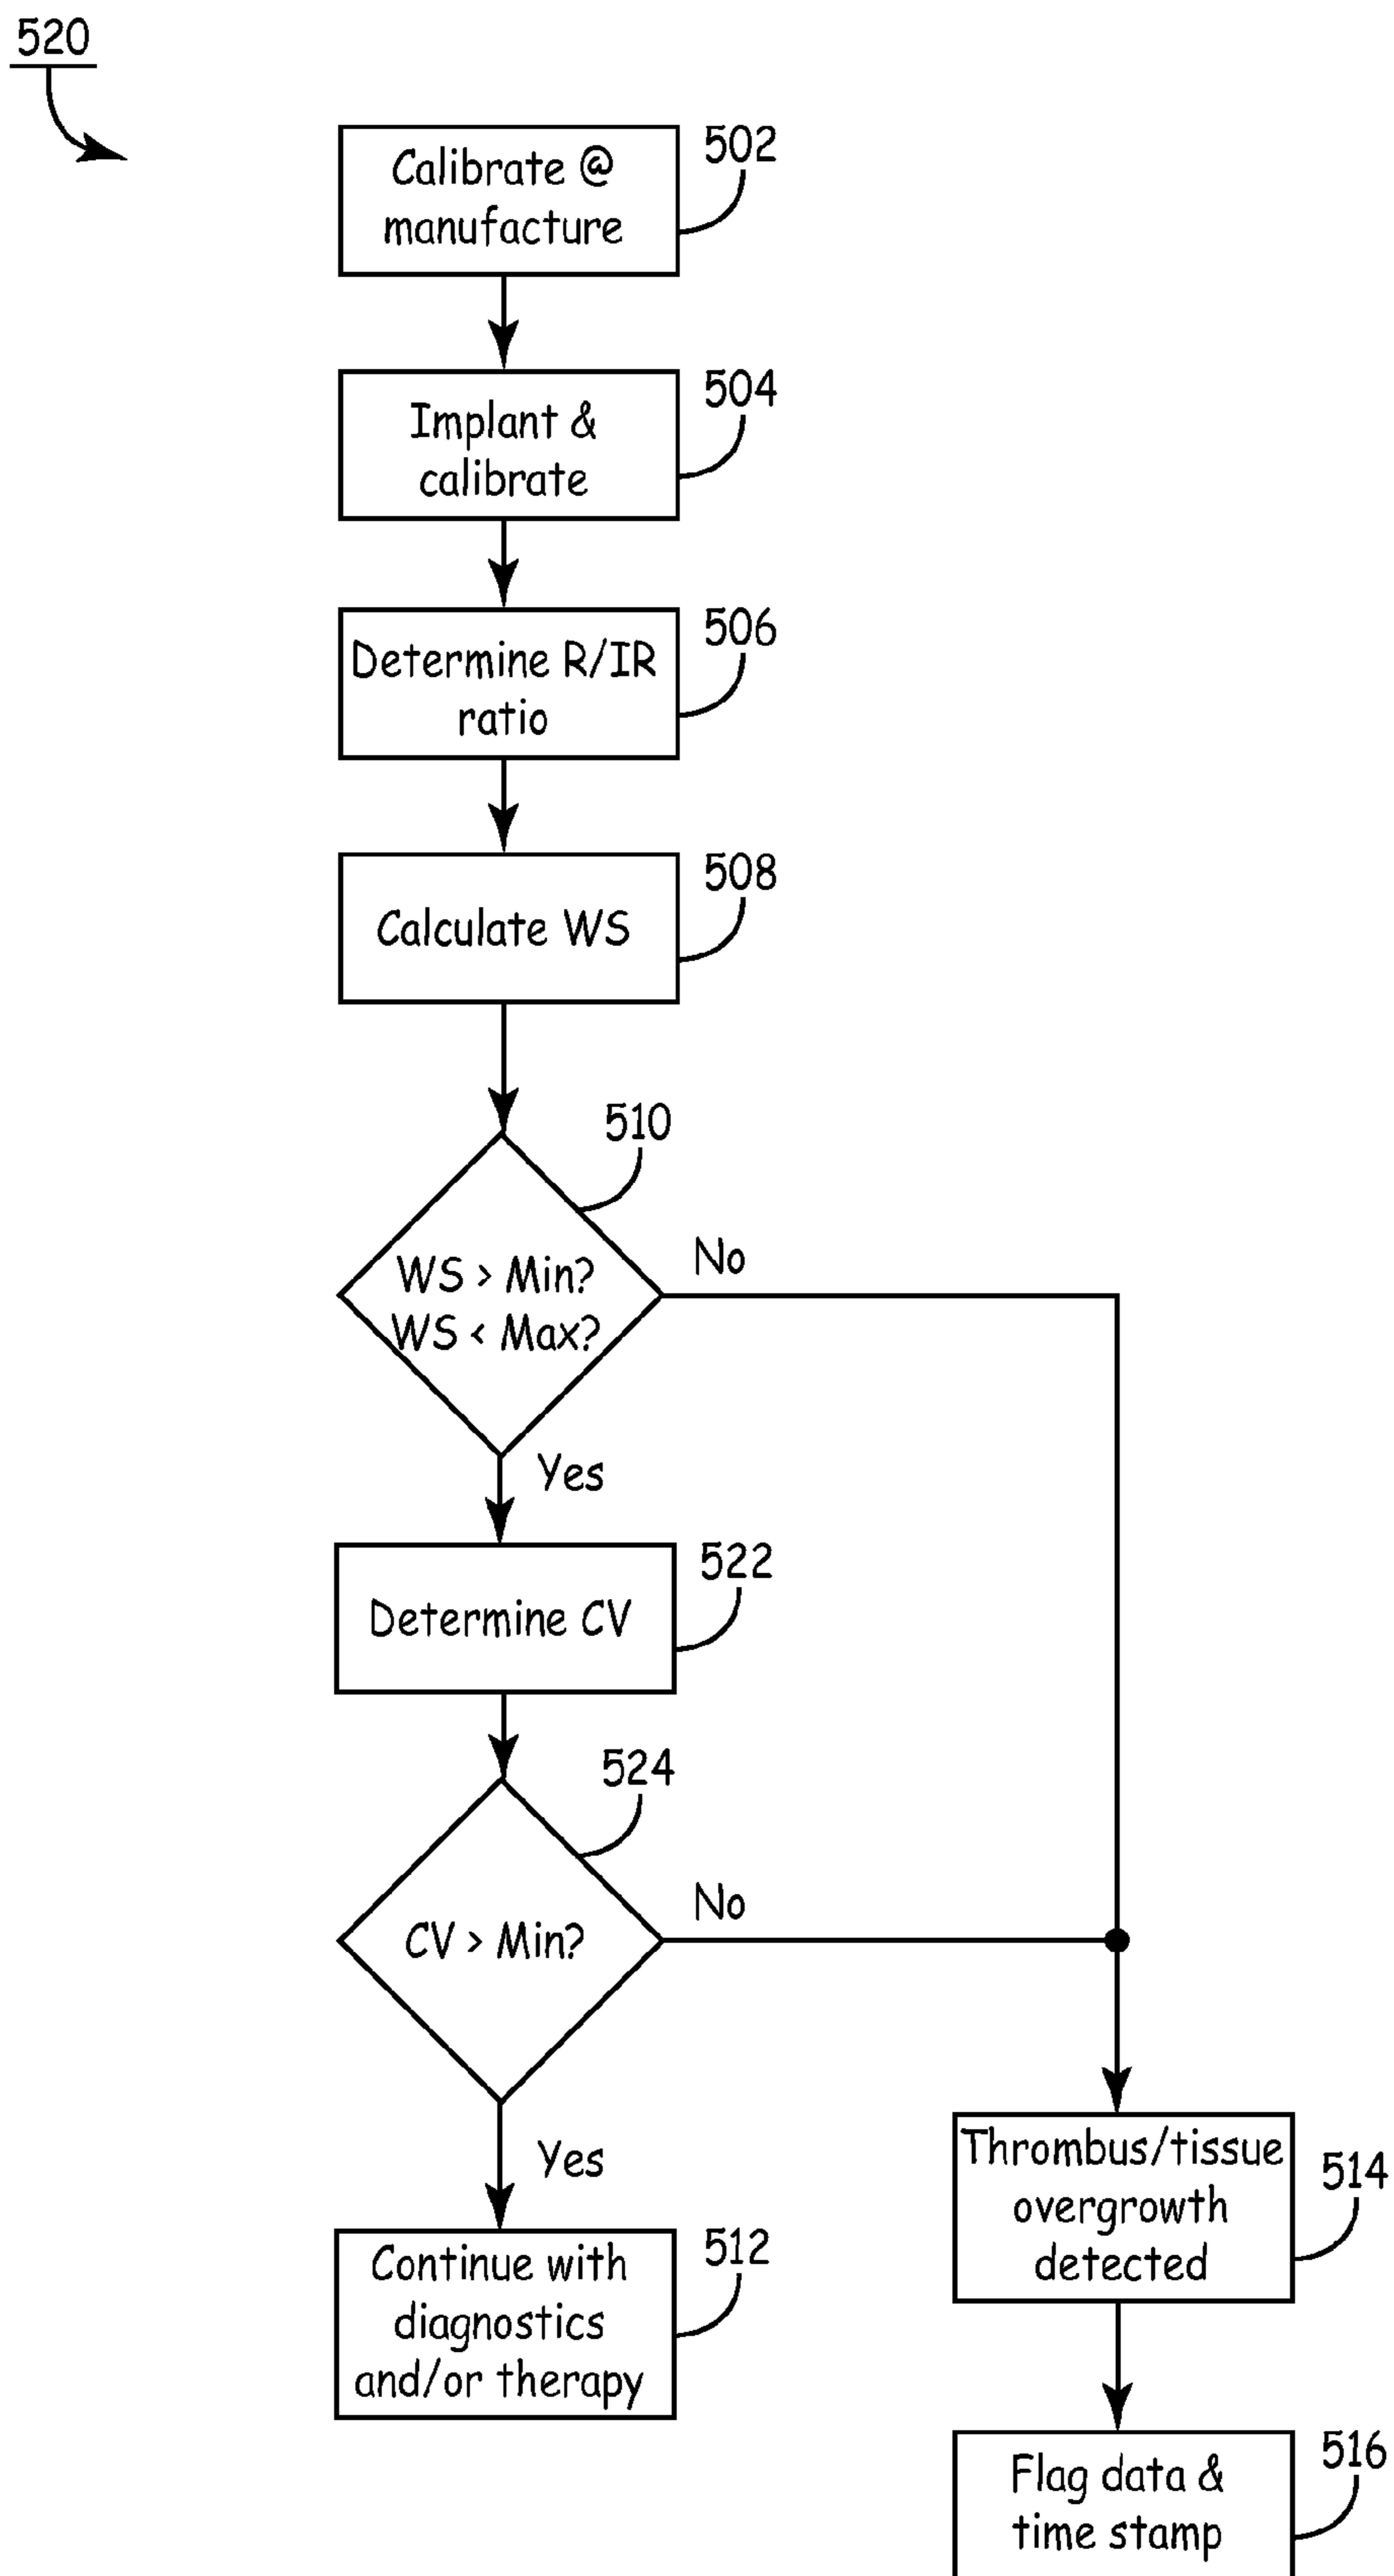 520
Calibrate @
manufacture
502
Implant &
calibrate
504
Determine R/IR
ratio
506
Calculate WS
508
510
WS > Min?
WS < Max?
No
Yes
Determine CV
522
524
CV > Min?
No
Yes
Continue with
diagnostics
and/or therapy
512
Thrombus/tissue
overgrowth
detected
514
Flag data &
time stamp
516